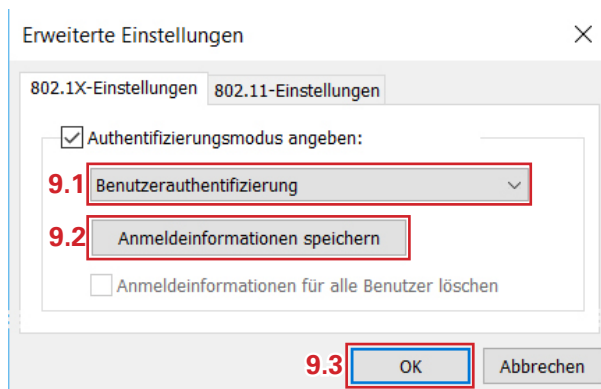 Erweiterte Einstellungen
802.1X-Einstellungen 802.11-Einstellungen
Authentifizierungsmodus angeben:
9.1 Benutzerauthentifizierung
9.2 Anmeldeinformationen speichern
Anmeldeinformationen für alle Benutzer löschen
9.3 OK Abbrechen